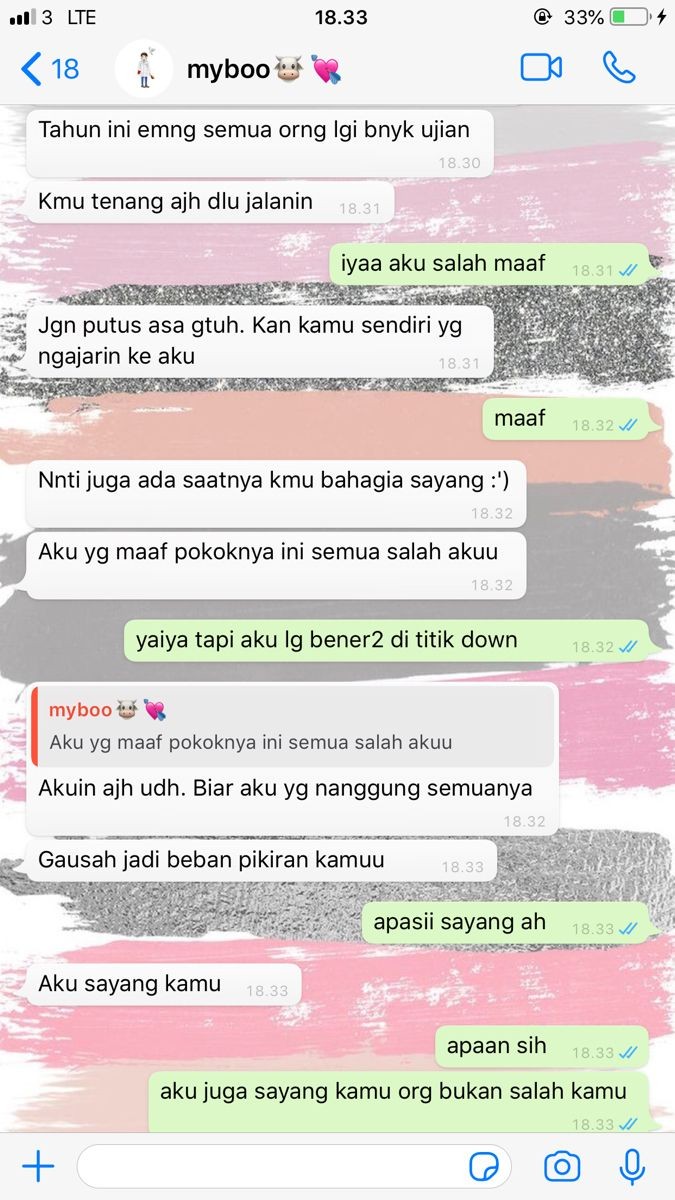 3 LTE 18.33 33%
18 myboo🐮💘
Tahun ini emng semua orng lgi bnyk ujian
18.30
Kmu tenang ajh dlu jalanin 18.31
iyaa aku salah maaf 18.31
Jgn putus asa gtuh. Kan kamu sendiri yg
ngajarin ke aku 18.31
maaf 18.32
Nnti juga ada saatnya kmu bahagia sayang :')
18.32
Aku yg maaf pokoknya ini semua salah akuu
18.32
yaiya tapi aku lg bener2 di titik down 18.32
myboo🐮💘
Aku yg maaf pokoknya ini semua salah akuu
Akuin ajh udh. Biar aku yg nanggung semuanya
18.32
Gausah jadi beban pikiran kamuu 18.33
apasii sayang ah 18.33
Aku sayang kamu 18.33
apaan sih 18.33
aku juga sayang kamu org bukan salah kamu
18.33